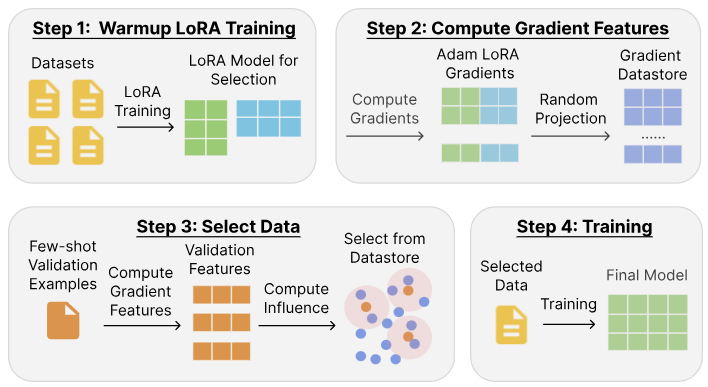 Step 1:  Warmup LoRA Training
Datasets
LoRA
Training
LoRA Model for
Selection
Step 2: Compute Gradient Features
Compute
Gradients
Adam LoRA
Gradients
Random
Projection
Gradient
Datastore
......
Step 3: Select Data
Few-shot
Validation
Examples
Compute
Gradient
Features
Validation
Features
Compute
Influence
Select from
Datastore
Step 4: Training
Selected
Data
Training
Final Model